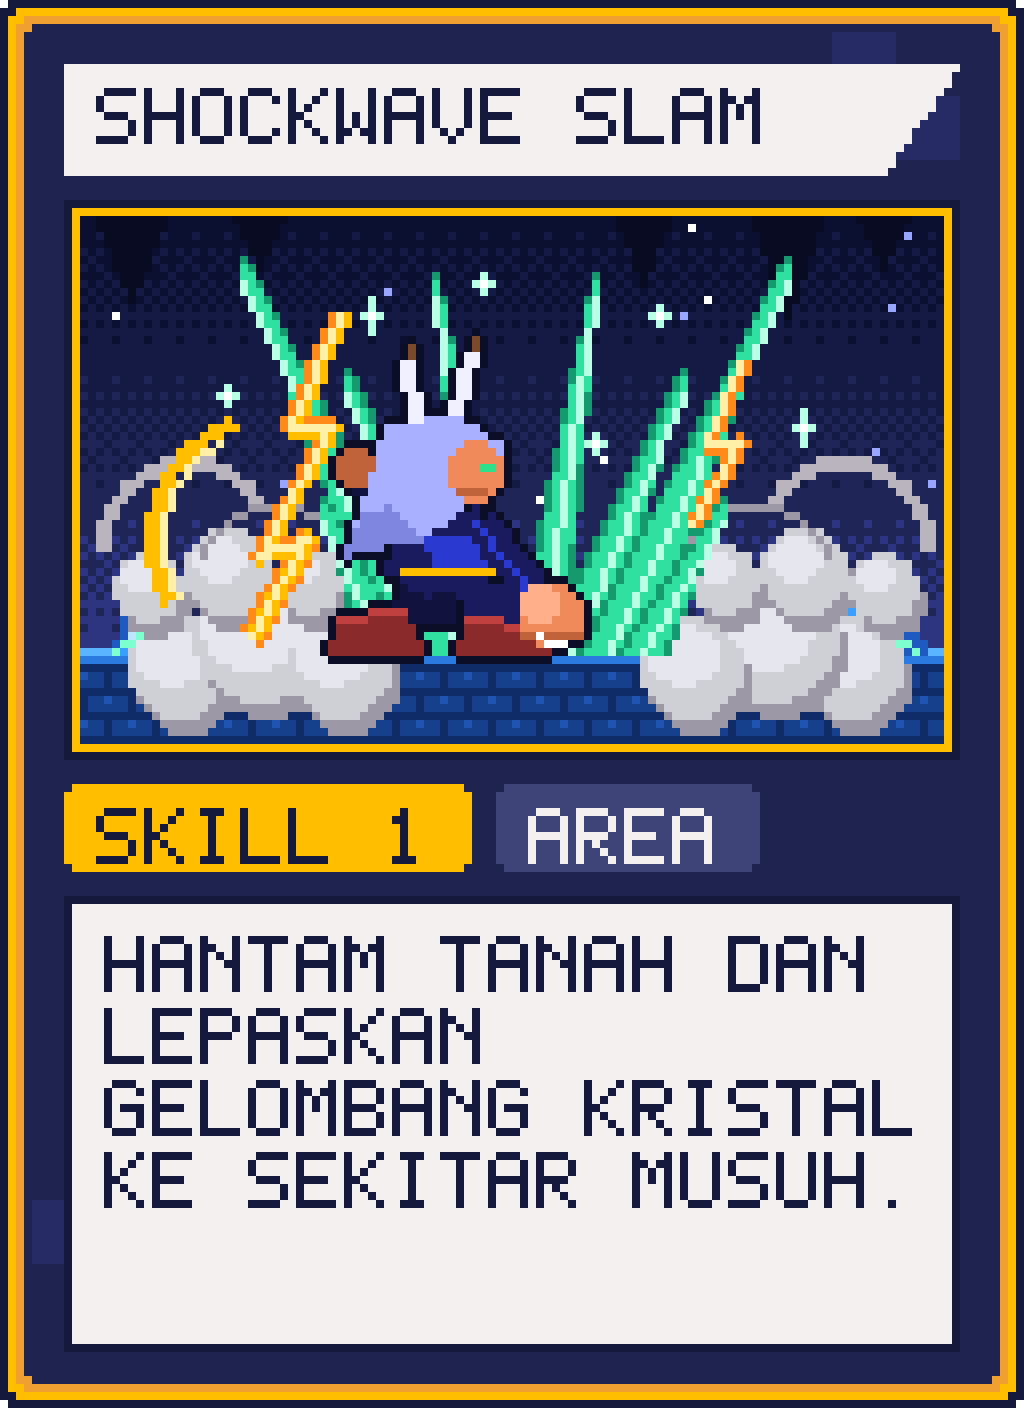 SHOCKWAVE SLAM
SKILL 1
AREA
HANTAM TANAH DAN
LEPASKAN
GELOMBANG KRISTAL
KE SEKITAR MUSUH.